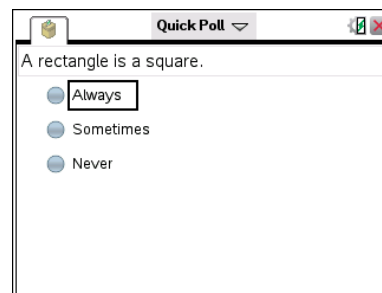 Quick Poll
A rectangle is a square.
Always
Sometimes
Never